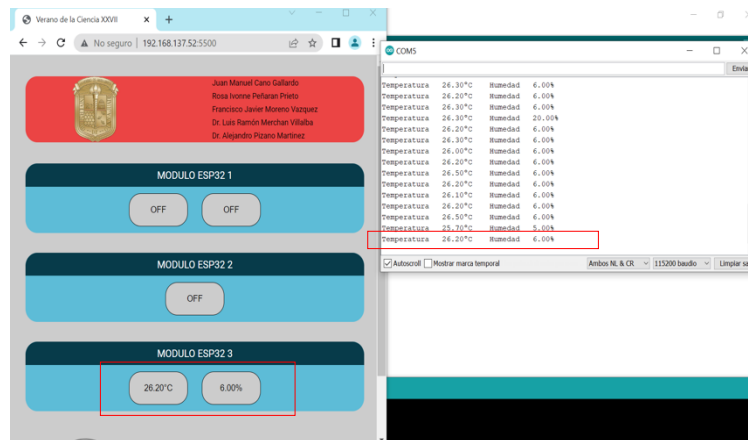 Verano de la Ciencia XXVII
No seguro
192.168.137.52:5500
Juan Manuel Cano Gallardo
Rosa Ivonne Peñaran Prieto
Francisco Javier Moreno Vazquez
Dr. Luis Ramón Merchan Villalba
Dr. Alejandro Pizano Martinez
MODULO ESP32 1
OFF OFF
MODULO ESP32 2
OFF
MODULO ESP32 3
26.20°C 6.00%
COM5
Envia
Temperatura 26.30°C Humedad 6.00%
Temperatura 26.20°C Humedad 6.00%
Temperatura 26.30°C Humedad 6.00%
Temperatura 26.30°C Humedad 20.00%
Temperatura 26.20°C Humedad 6.00%
Temperatura 26.30°C Humedad 6.00%
Temperatura 26.00°C Humedad 6.00%
Temperatura 26.20°C Humedad 6.00%
Temperatura 26.50°C Humedad 6.00%
Temperatura 26.20°C Humedad 6.00%
Temperatura 26.10°C Humedad 6.00%
Temperatura 26.20°C Humedad 6.00%
Temperatura 26.50°C Humedad 6.00%
Temperatura 25.70°C Humedad 5.00%
Temperatura 26.20°C Humedad 6.00%
Autoscroll Mostrar marca temporal Ambos NL & CR 115200 baudio Limpiar sa